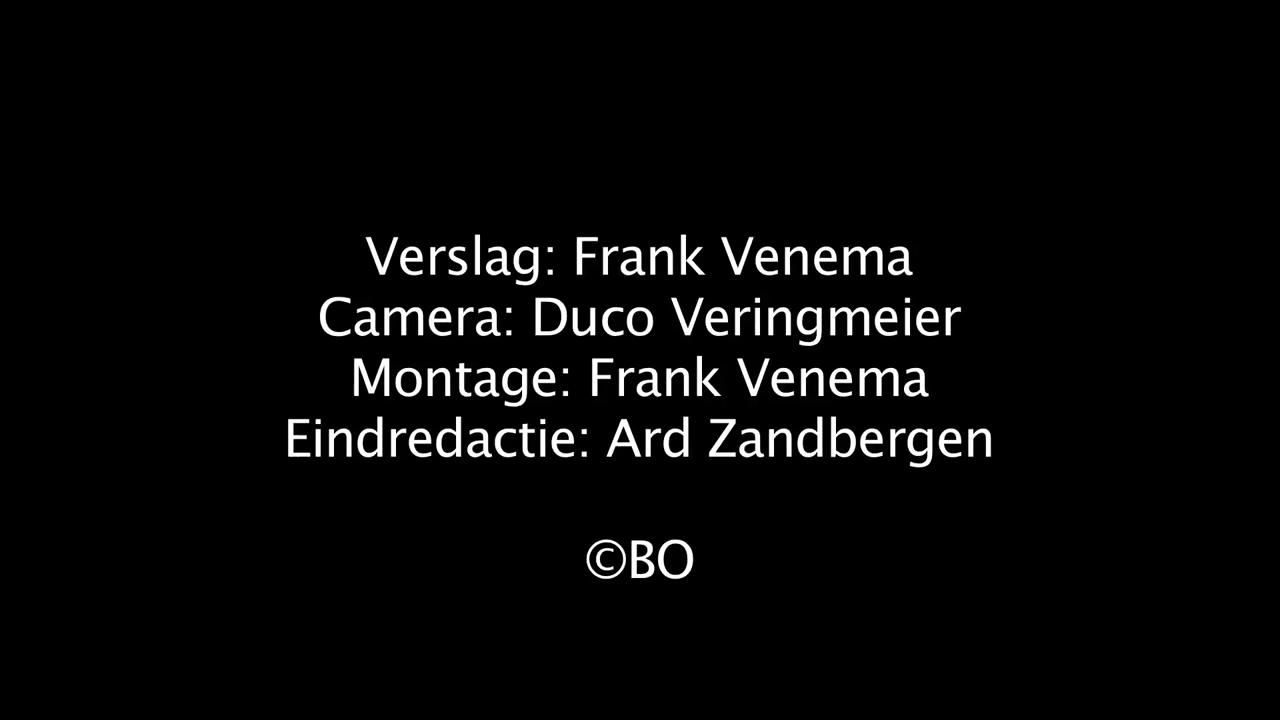 Verslag: Frank Venema
Camera: Duco Veringmeier
Montage: Frank Venema
Eindredactie: Ard Zandbergen
©BO